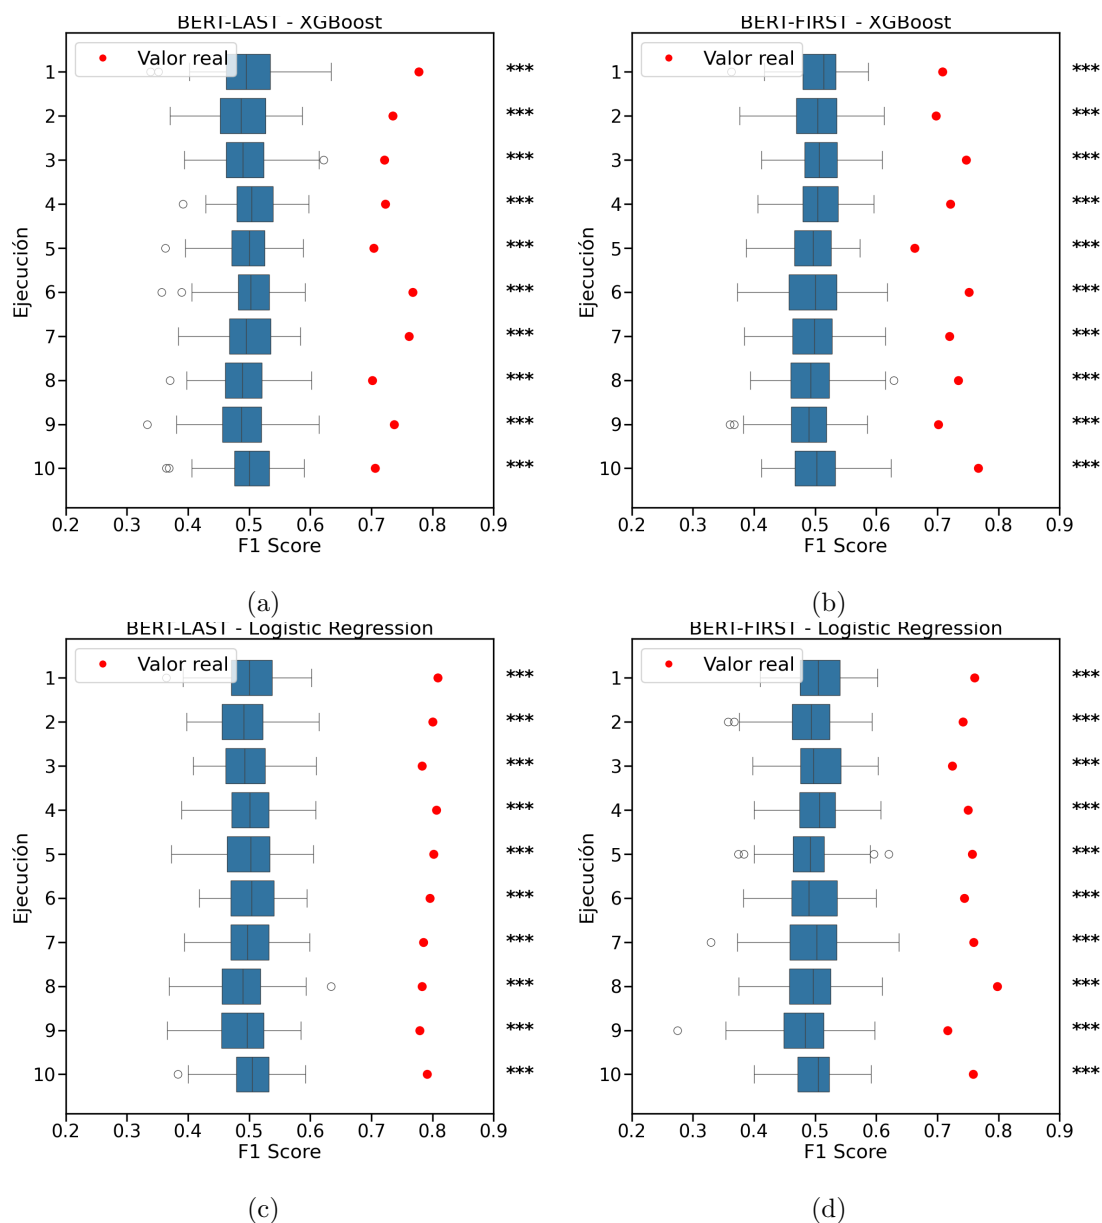 BERT-LAST - XGBoost
Valor real
1 ***
2 ***
3 ***
4 ***
5 ***
6 ***
7 ***
8 ***
9 ***
10 ***
Ejecución
0.2 0.3 0.4 0.5 0.6 0.7 0.8 0.9
F1 Score
(a)
BERT-FIRST - XGBoost
Valor real
1 ***
2 ***
3 ***
4 ***
5 ***
6 ***
7 ***
8 ***
9 ***
10 ***
Ejecución
0.2 0.3 0.4 0.5 0.6 0.7 0.8 0.9
F1 Score
(b)
BERT-LAST - Logistic Regression
Valor real
1 ***
2 ***
3 ***
4 ***
5 ***
6 ***
7 ***
8 ***
9 ***
10 ***
Ejecución
0.2 0.3 0.4 0.5 0.6 0.7 0.8 0.9
F1 Score
(c)
BERT-FIRST - Logistic Regression
Valor real
1 ***
2 ***
3 ***
4 ***
5 ***
6 ***
7 ***
8 ***
9 ***
10 ***
Ejecución
0.2 0.3 0.4 0.5 0.6 0.7 0.8 0.9
F1 Score
(d)